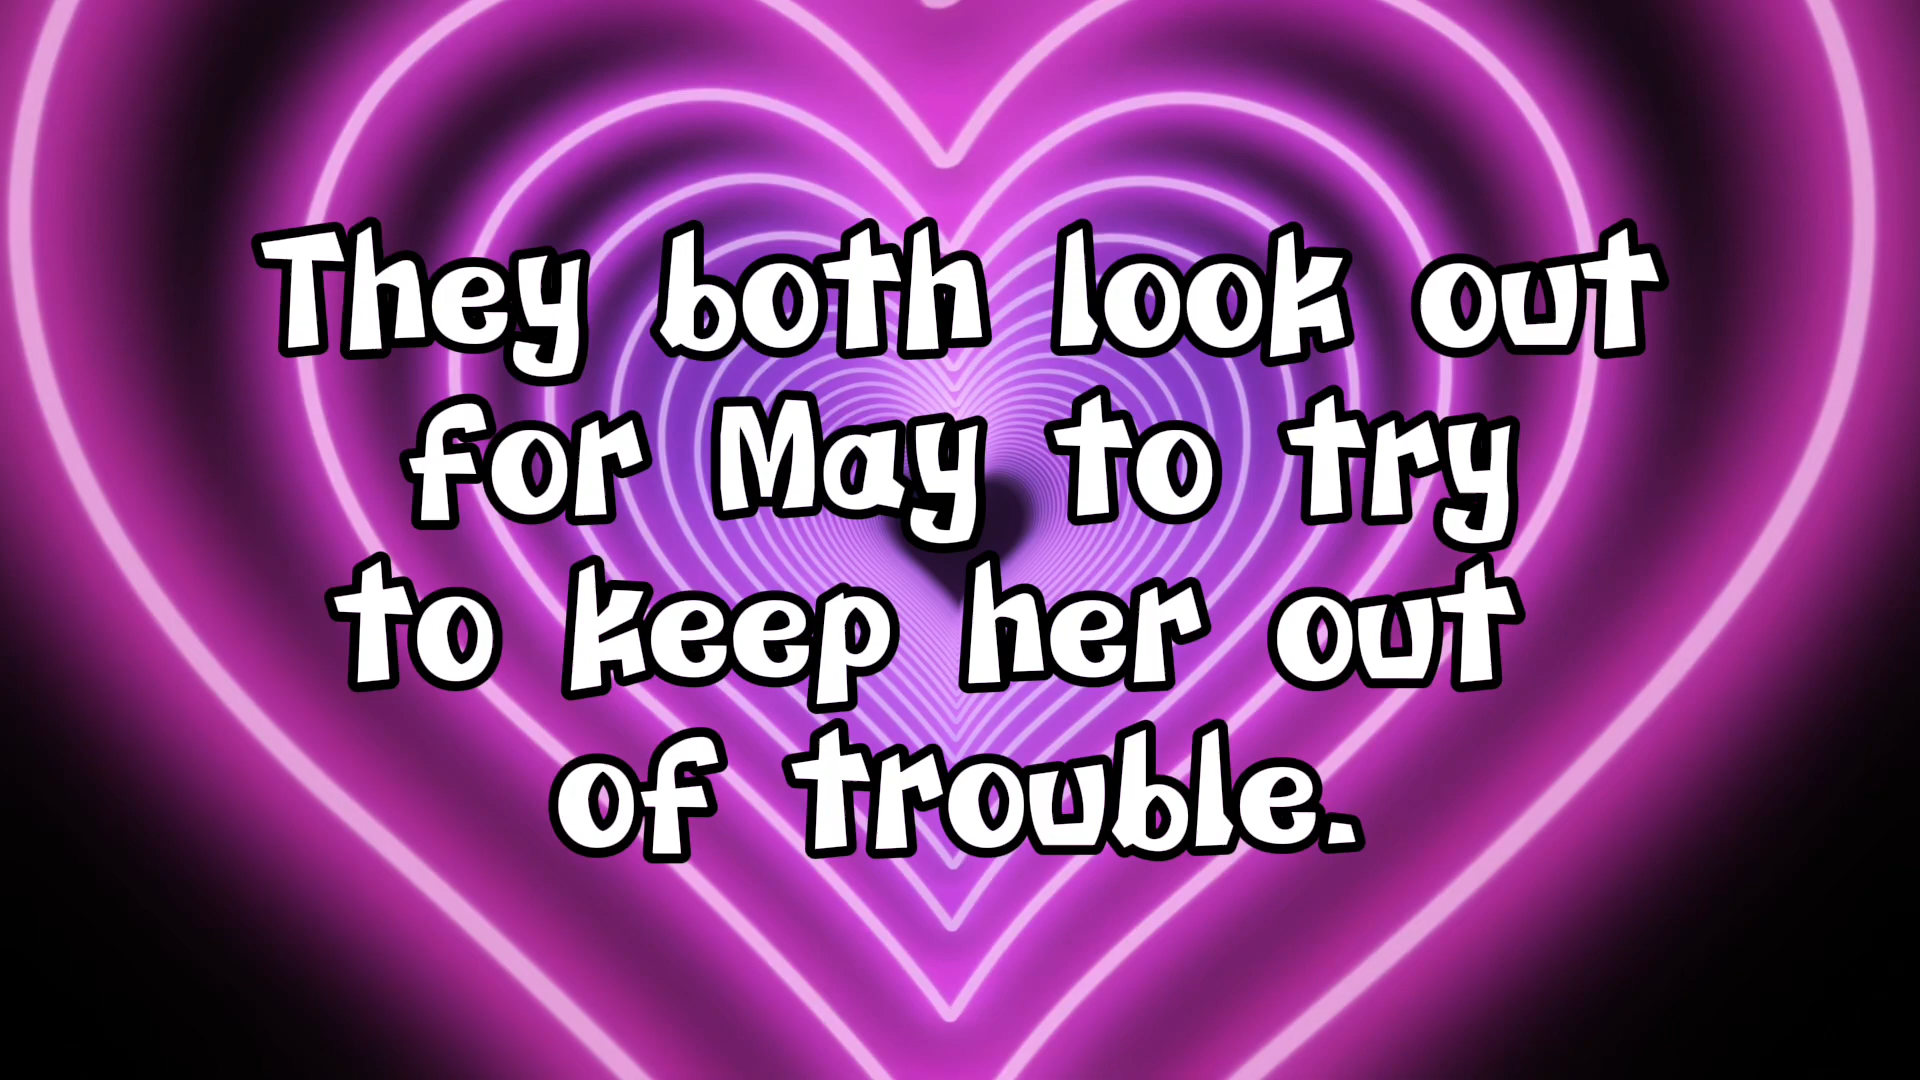 They both look out
for May to try
to keep her out
of trouble.